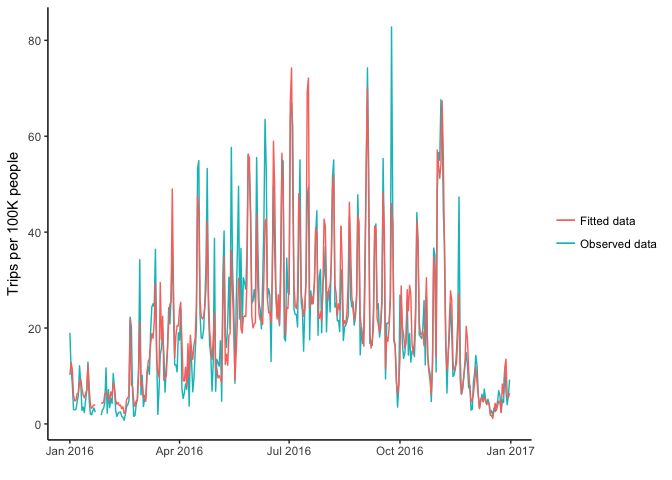 Trips per 100K people
80
60
40
20
0
Jan 2016
Apr 2016
Jul 2016
Oct 2016
Jan 2017
Fitted data
Observed data